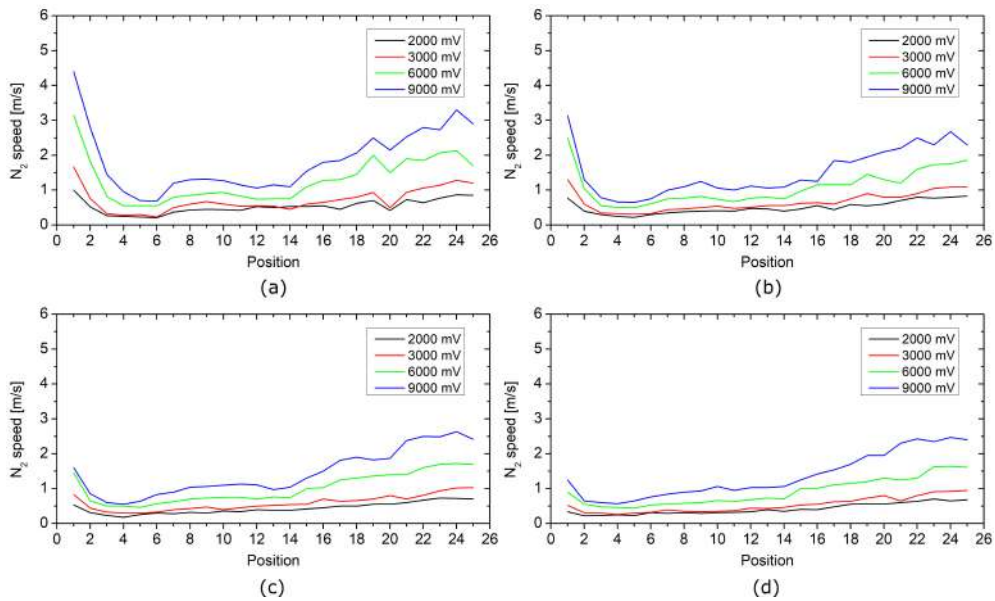 6
5
4
3
2
1
0
N2 speed [m/s]
2000 mV
3000 mV
6000 mV
9000 mV
0 2 4 6 8 10 12 14 16 18 20 22 24 26
Position
(a)
6
5
4
3
2
1
0
N2 speed [m/s]
2000 mV
3000 mV
6000 mV
9000 mV
0 2 4 6 8 10 12 14 16 18 20 22 24 26
Position
(b)
6
5
4
3
2
1
0
N2 speed [m/s]
2000 mV
3000 mV
6000 mV
9000 mV
0 2 4 6 8 10 12 14 16 18 20 22 24 26
Position
(c)
6
5
4
3
2
1
0
N2 speed [m/s]
2000 mV
3000 mV
6000 mV
9000 mV
0 2 4 6 8 10 12 14 16 18 20 22 24 26
Position
(d)